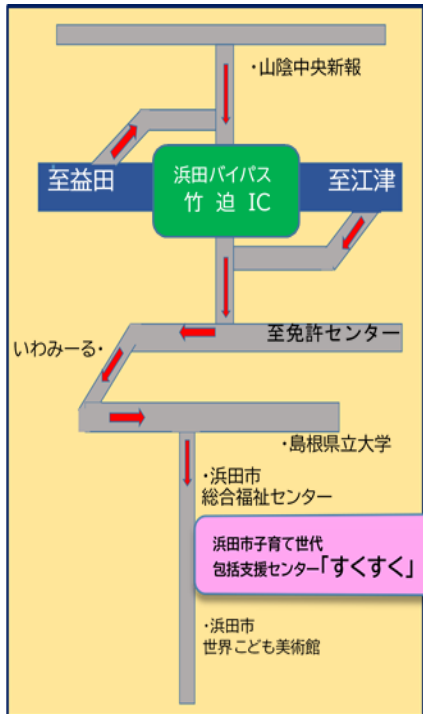 ・山陰中央新報
至益田
浜田バイパス
竹迫IC
至江津
至免許センター
いわみーる・
・島根県立大学
・浜田市
総合福祉センター
浜田市子育て世代
包括支援センター「すくすく」
・浜田市
世界こども美術館